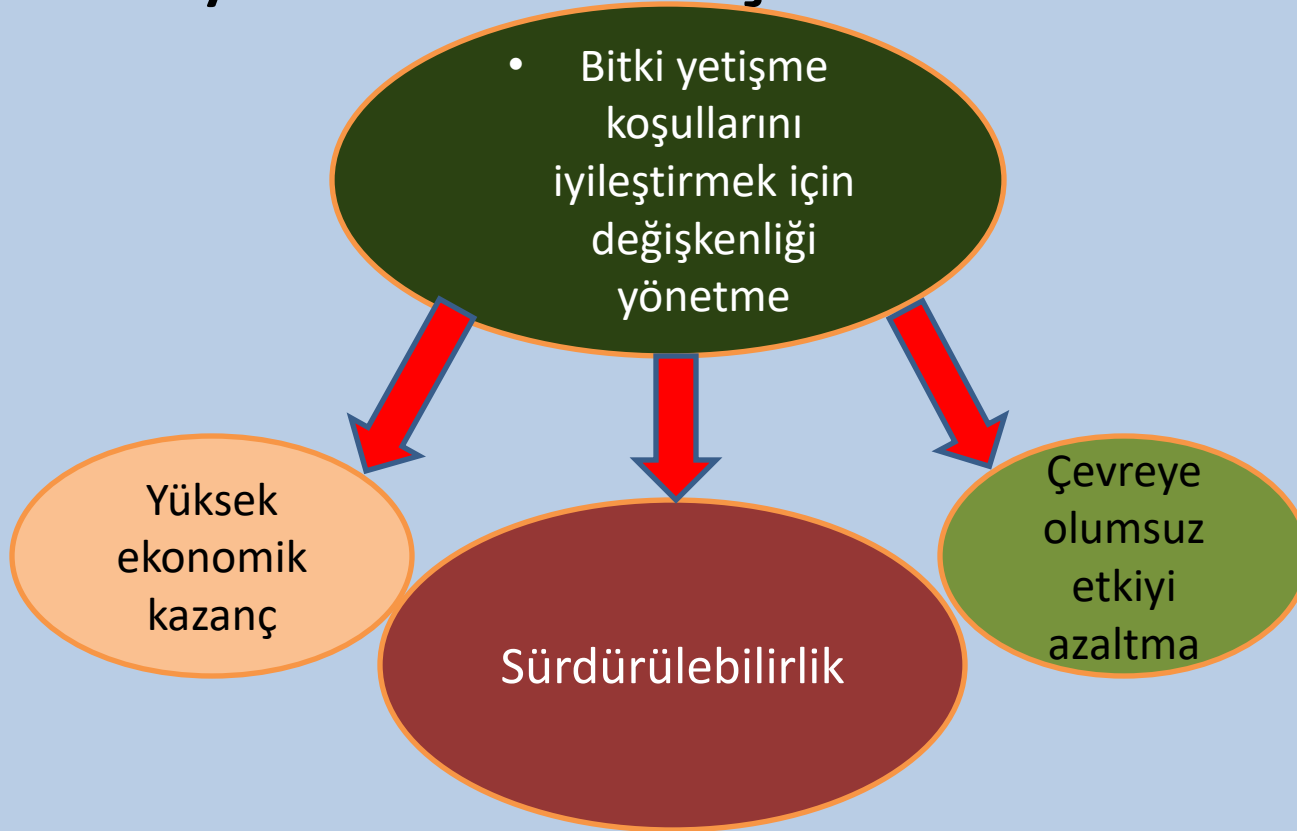 • Bitki yetişme
koşullarını
iyileştirmek için
değişkenliği
yönetme
Yüksek
ekonomik
kazanç
Sürdürülebilirlik
Çevreye
olumsuz
etkiyi
azaltma